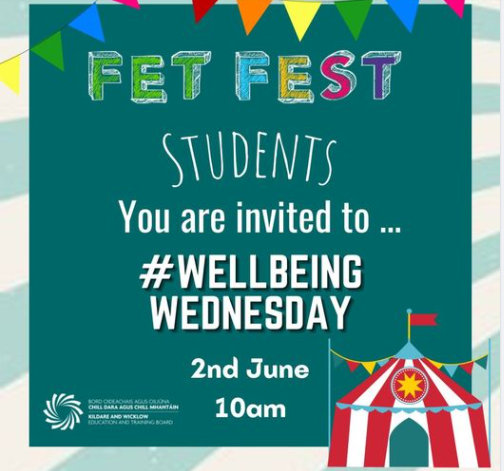 FET FEST
STUDENTS
You are invited to ...
#WELLBEING
WEDNESDAY
2nd June
10am
BORD OIDEACHAIS AGUS OILIÚNA
CHILL DARA AGUS CHILL MHANTÁIN
KILDARE AND WICKLOW
EDUCATION AND TRAINING BOARD